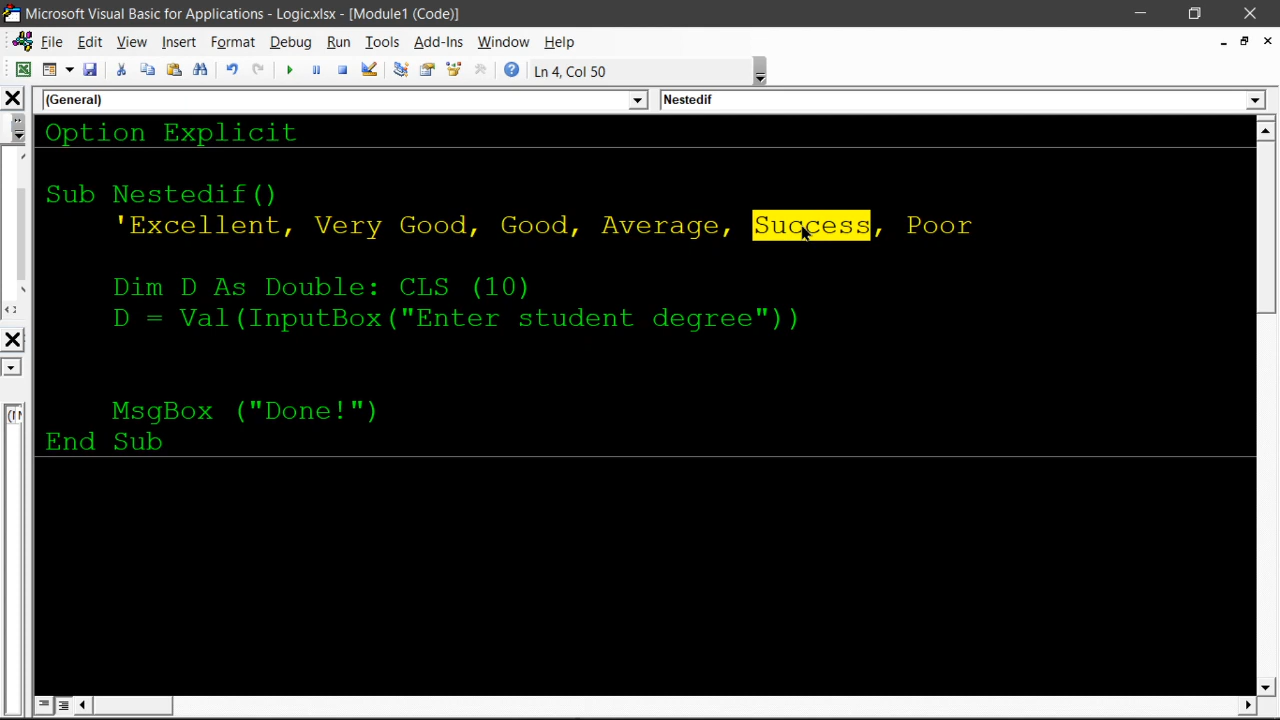 Microsoft Visual Basic for Applications - Logic.xlsx - [Module1 (Code)]
File Edit View Insert Format Debug Run Tools Add-Ins Window Help
Ln 4, Col 50
(General) Nestedif
Option Explicit
Sub Nestedif()
'Excellent, Very Good, Good, Average, Success, Poor
Dim D As Double: CLS (10)
D = Val(InputBox("Enter student degree"))
MsgBox ("Done!")
End Sub